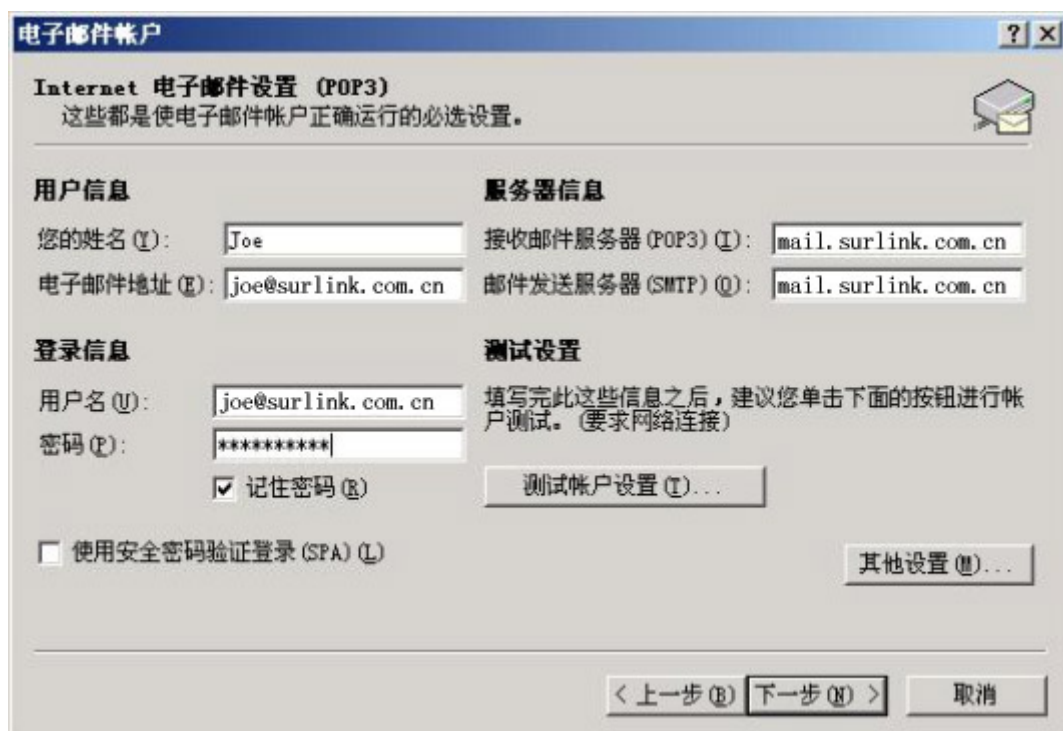 电子邮件帐户
Internet 电子邮件设置 (POP3)
这些都是使电子邮件帐户正确运行的必选设置。
用户信息
您的姓名(Y): Joe
电子邮件地址(E): joe@surlink.com.cn
服务器信息
接收邮件服务器(POP3)(I): mail.surlink.com.cn
邮件发送服务器(SMTP)(O): mail.surlink.com.cn
登录信息
用户名(U): joe@surlink.com.cn
密码(P): **********
记住密码(R)
使用安全密码验证登录(SPA)(L)
测试设置
填写完此这些信息之后，建议您单击下面的按钮进行帐
户测试。(要求网络连接)
测试帐户设置(T)...
其他设置(M)...
< 上一步(B)
下一步(N) >
取消